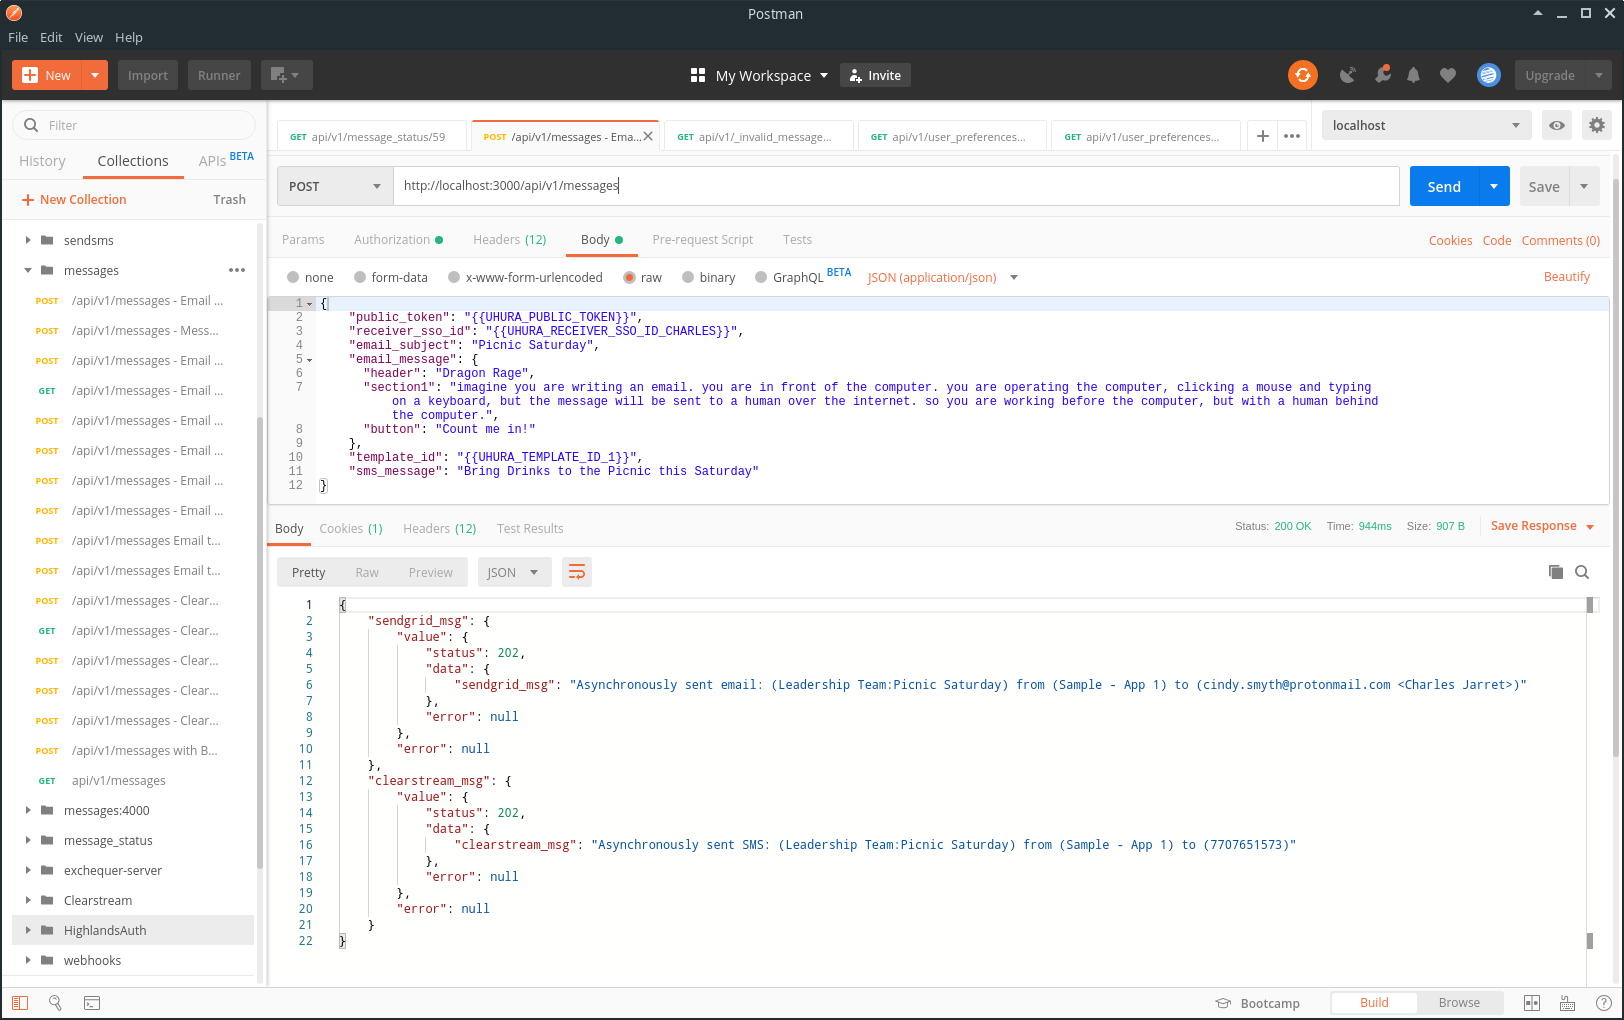 Postman
File Edit View Help
New Import Runner My Workspace Invite Upgrade
Filter
History Collections APIs BETA
New Collection Trash
sendsms
messages
POST /api/v1/messages - Email ...
POST /api/v1/messages - Mess...
POST /api/v1/messages - Email ...
GET /api/v1/messages - Email ...
POST /api/v1/messages - Email ...
POST /api/v1/messages - Email ...
POST /api/v1/messages - Email ...
POST /api/v1/messages - Email ...
POST /api/v1/messages Email t...
POST /api/v1/messages Email t...
POST /api/v1/messages - Clear...
GET /api/v1/messages - Clear...
POST /api/v1/messages - Clear...
POST /api/v1/messages - Clear...
POST /api/v1/messages - Clear...
POST /api/v1/messages with B...
GET api/v1/messages
messages:4000
message_status
exchequer-server
Clearstream
HighlandsAuth
webhooks
GET api/v1/message_status/59 POST /api/v1/messages - Ema... GET api/v1/_invalid_message... GET api/v1/user_preferences... GET api/v1/user_preferences... localhost
POST http://localhost:3000/api/v1/messages Send Save
Params Authorization Headers (12) Body Pre-request Script Tests Cookies Code Comments (0)
none form-data x-www-form-urlencoded raw binary GraphQL BETA JSON (application/json) Beautify
1 {
2 "public_token": "{{UHURA_PUBLIC_TOKEN}}",
3 "receiver_sso_id": "{{UHURA_RECEIVER_SSO_ID_CHARLES}}",
4 "email_subject": "Picnic Saturday",
5 "email_message": {
6 "header": "Dragon Rage",
7 "section1": "imagine you are writing an email. you are in front of the computer. you are operating the computer, clicking a mouse and typing
on a keyboard, but the message will be sent to a human over the internet. so you are working before the computer, but with a human behind
the computer.",
8 "button": "Count me in!"
9 },
10 "template_id": "{{UHURA_TEMPLATE_ID_1}}",
11 "sms_message": "Bring Drinks to the Picnic this Saturday"
12 }
Body Cookies (1) Headers (12) Test Results Status: 200 OK Time: 944ms Size: 907 B Save Response
Pretty Raw Preview JSON
1 {
2 "sendgrid_msg": {
3 "value": {
4 "status": 202,
5 "data": {
6 "sendgrid_msg": "Asynchronously sent email: (Leadership Team:Picnic Saturday) from (Sample - App 1) to (cindy.smyth@protonmail.com <Charles Jarret>)"
7 },
8 "error": null
9 },
10 "error": null
11 },
12 "clearstream_msg": {
13 "value": {
14 "status": 202,
15 "data": {
16 "clearstream_msg": "Asynchronously sent SMS: (Leadership Team:Picnic Saturday) from (Sample - App 1) to (7707651573)"
17 },
18 "error": null
19 },
20 "error": null
21 }
22 }
Bootcamp Build Browse